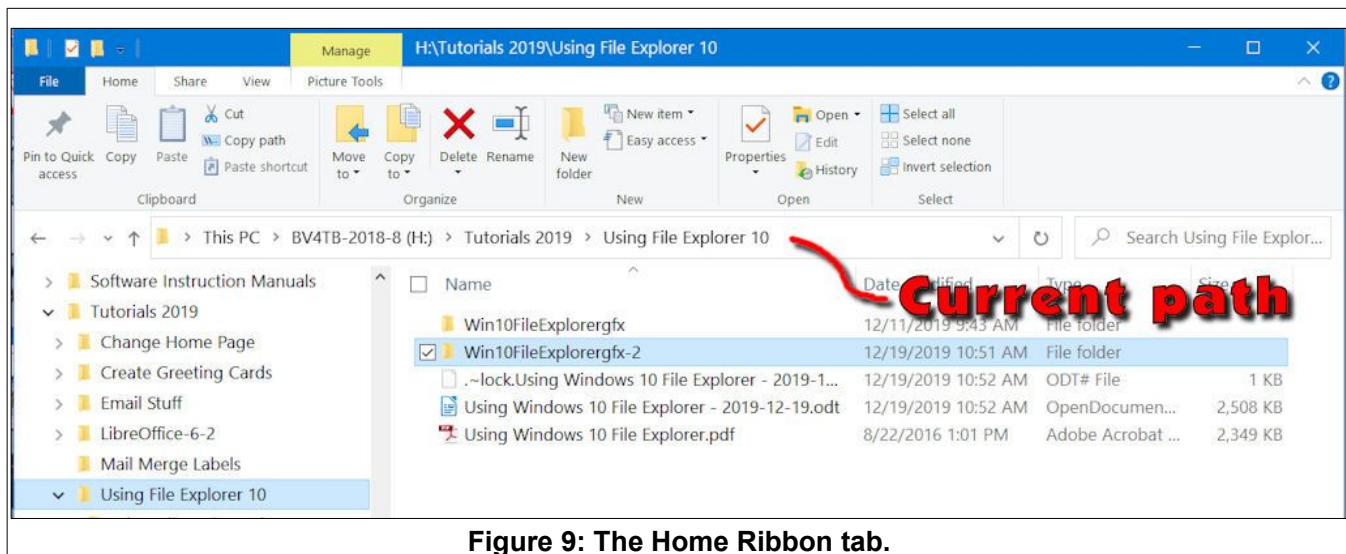 Manage H:\Tutorials 2019\Using File Explorer 10
File Home Share View Picture Tools
Pin to Quick access
Copy
Paste
Cut
Copy path
Paste shortcut
Clipboard
Move to
Copy to
Delete
Rename
Organize
New folder
New item
Easy access
New
Properties
Open
Edit
History
Open
Select all
Select none
Invert selection
Select
> This PC > BV4TB-2018-8 (H:) > Tutorials 2019 > Using File Explorer 10
Search Using File Explor...
Current path
Software Instruction Manuals
Tutorials 2019
Change Home Page
Create Greeting Cards
Email Stuff
LibreOffice-6-2
Mail Merge Labels
Using File Explorer 10
Name Date modified Type Size
Win10FileExplorergfx 12/11/2019 9:43 AM File folder
Win10FileExplorergfx-2 12/19/2019 10:51 AM File folder
.~lock.Using Windows 10 File Explorer - 2019-1... 12/19/2019 10:52 AM ODT# File 1 KB
Using Windows 10 File Explorer - 2019-12-19.odt 12/19/2019 10:52 AM OpenDocumen... 2,508 KB
Using Windows 10 File Explorer.pdf 8/22/2016 1:01 PM Adobe Acrobat ... 2,349 KB
Figure 9: The Home Ribbon tab.